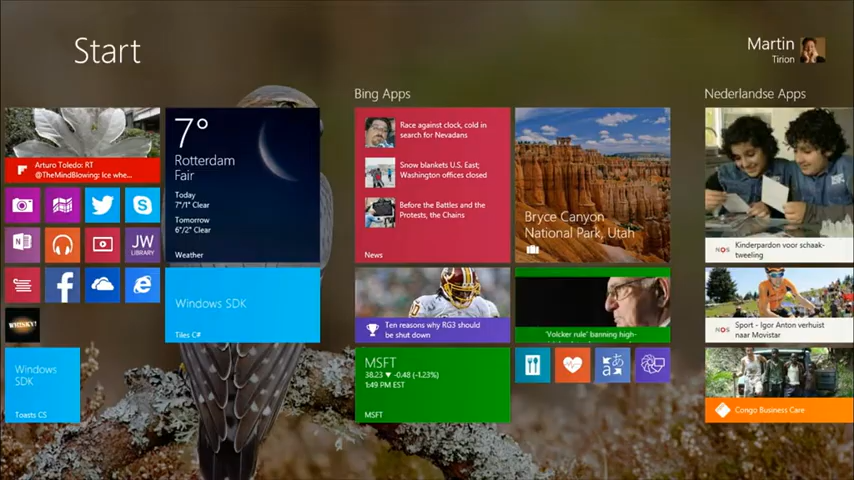 Start
Martin
Tirion
Bing Apps
Nederlandse Apps
Arturo Toledo: RT
@TheMindBlowing: Ice whe...
7°
Rotterdam
Fair
Today
7°/1° Clear
Tomorrow
6°/2° Clear
Weather
JW
LIBRARY
WHISKY!
Windows SDK
Tiles C#
Windows
SDK
Toasts CS
Race against clock, cold in
search for Nevadans
Snow blankets U.S. East;
Washington offices closed
Before the Battles and the
Protests, the Chains
News
Bryce Canyon
National Park, Utah
Ten reasons why RG3 should
be shut down
'Volcker rule' banning high-
MSFT
38.23 ▼ -0.48 (-1.23%)
1:49 PM EST
MSFT
NOS
Kinderpardon voor schaak-
tweeling
NOS
Sport - Igor Anton verhuist
naar Movistar
Congo Business Care